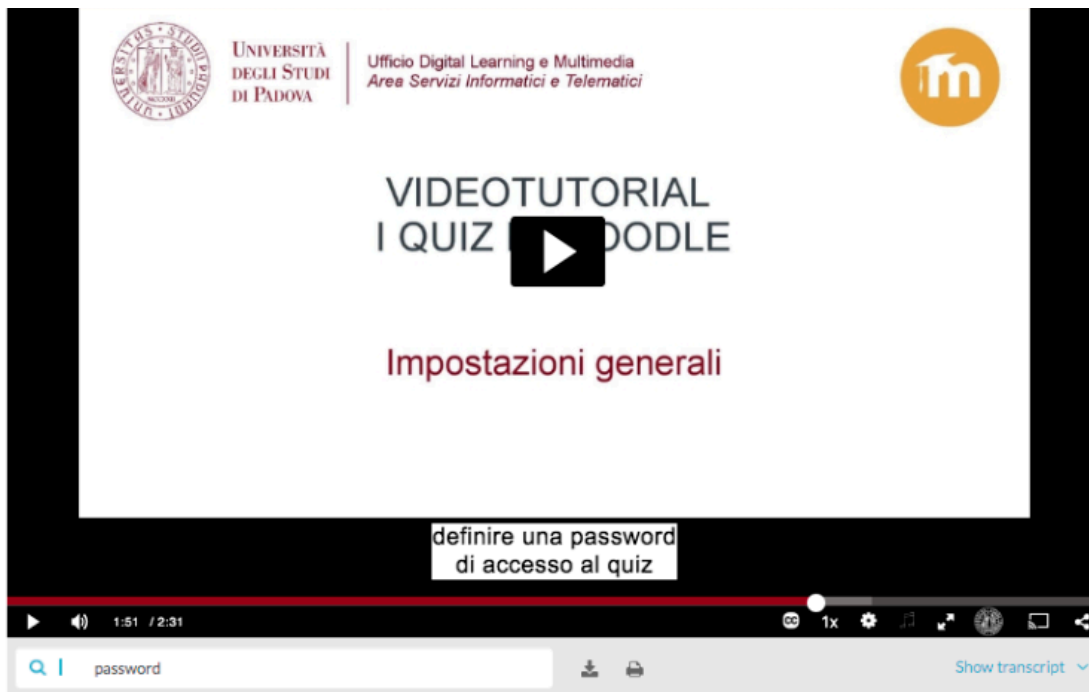 UNIVERSITÀ
DEGLI STUDI
DI PADOVA
Ufficio Digital Learning e Multimedia
Area Servizi Informatici e Telematici
VIDEOTUTORIAL
I QUIZ
Impostazioni generali
definire una password
di accesso al quiz
1:51 / 2:31
CC
1x
password
Show transcript